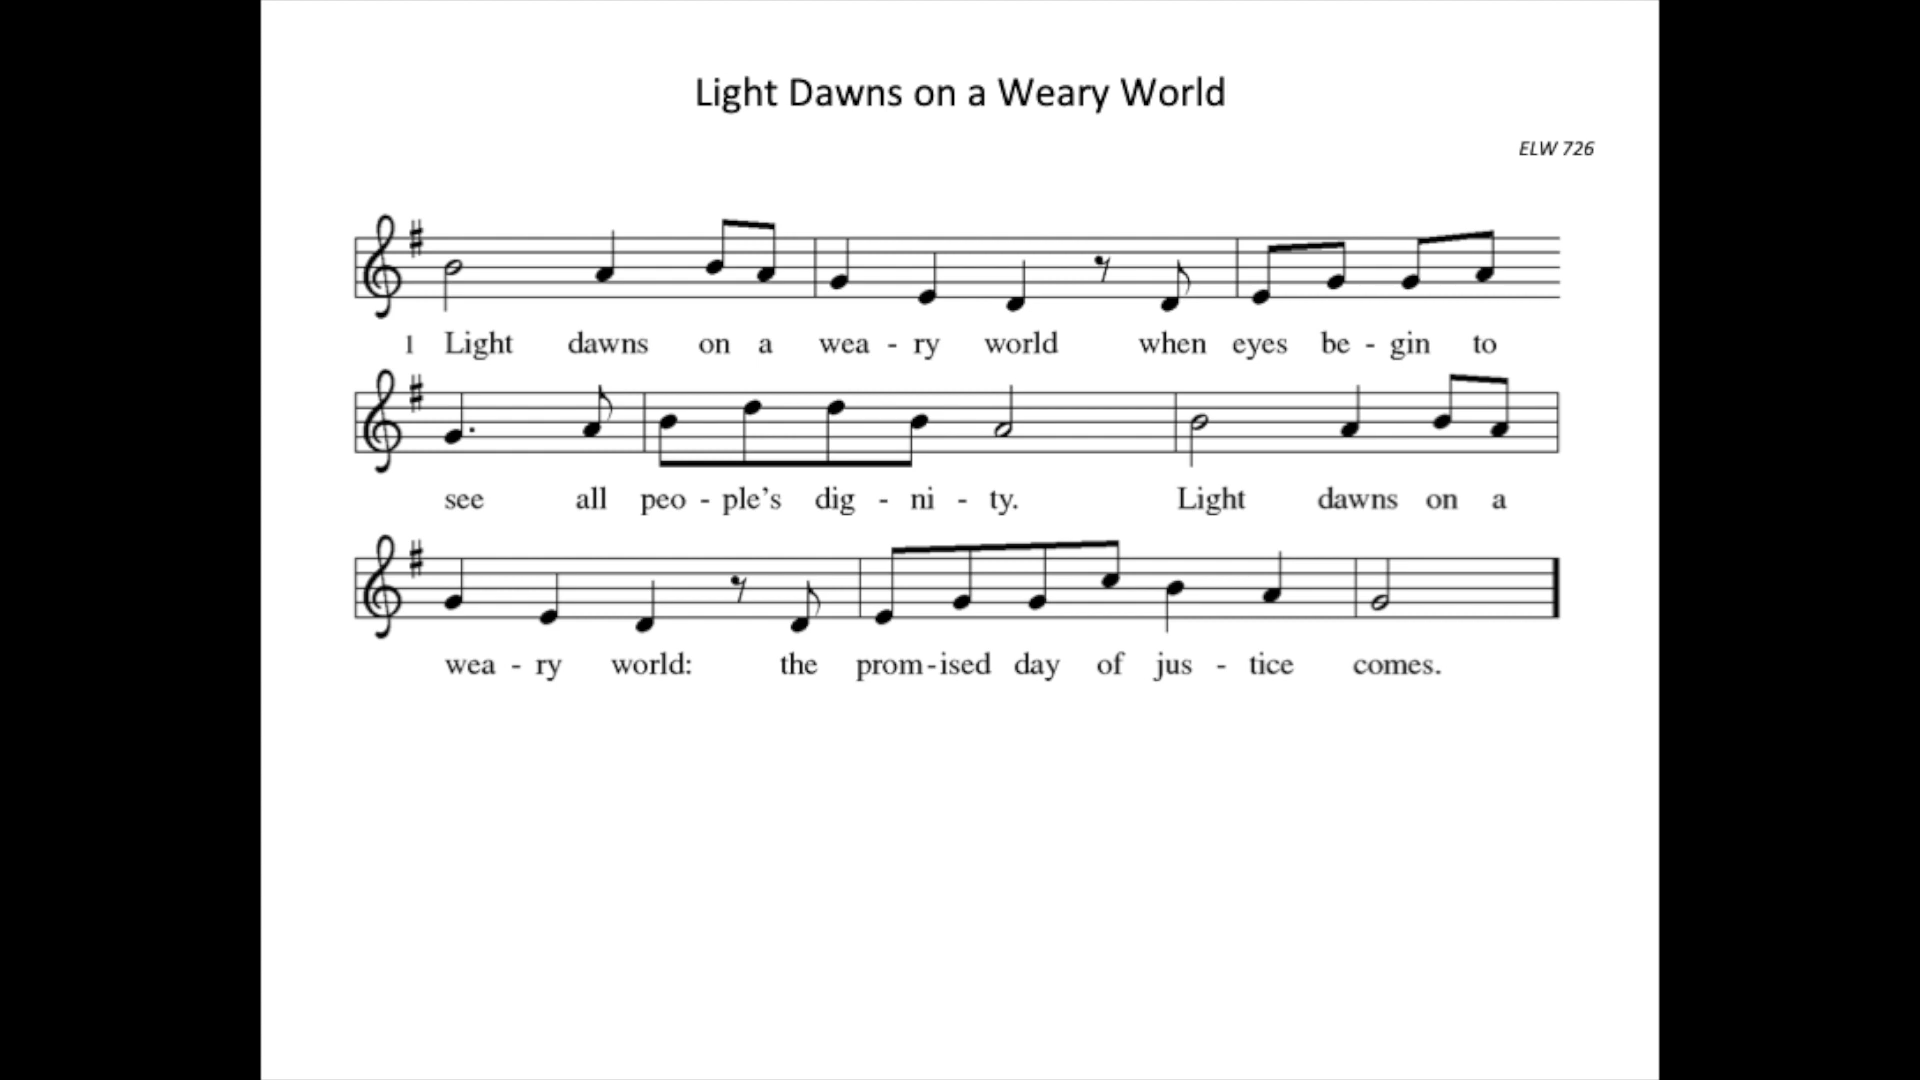 Light Dawns on a Weary World
ELW 726
1 Light dawns on a wea - ry world when eyes be - gin to
see all peo - ple’s dig - ni - ty. Light dawns on a
wea - ry world: the prom - ised day of jus - tice comes.